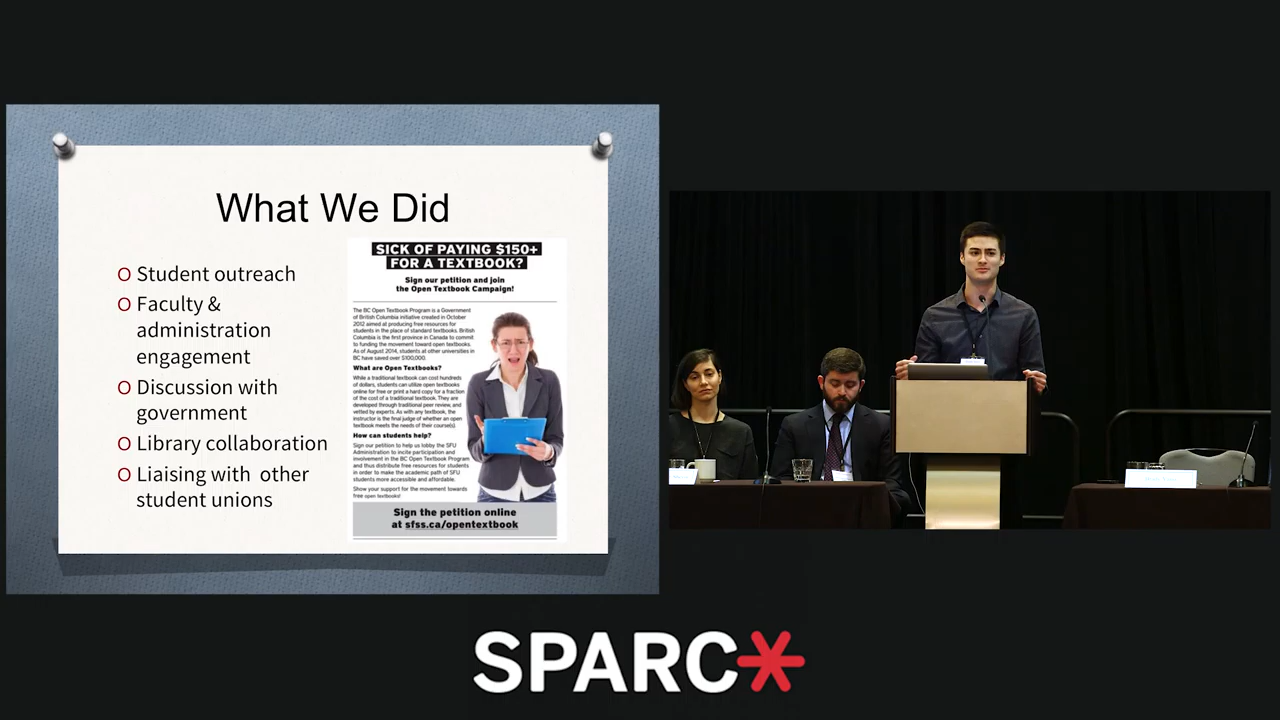 What We Did
O Student outreach
O Faculty &
administration
engagement
O Discussion with
government
O Library collaboration
O Liaising with other
student unions
SICK OF PAYING $150+
FOR A TEXTBOOK?
Sign our petition and join
the Open Textbook Campaign!
The BC Open Textbook Program is a Government
of British Columbia initiative created in October
2012 aimed at producing free resources for
students in the place of standard textbooks. British
Columbia is the first province in Canada to commit
to funding the movement toward open textbooks.
As of August 2014, students at other universities in
BC have saved over $100,000.
What are Open Textbooks?
While a traditional textbook can cost hundreds
of dollars, students can utilize open textbooks
online for free or print a hard copy for a fraction
of the cost of a traditional textbook. They are
developed through traditional peer review, and
vetted by experts. As with any textbook, the
instructor is the final judge of whether an open
textbook meets the needs of their course(s).
How can students help?
Sign our petition to help us lobby the SFU
Administration to incite participation and
involvement in the BC Open Textbook Program
and thus distribute free resources for students
in order to make the academic path of SFU
students more accessible and affordable.
Show your support for the movement towards
free open textbooks!
Sign the petition online
at sfss.ca/opentextbook
SPARC